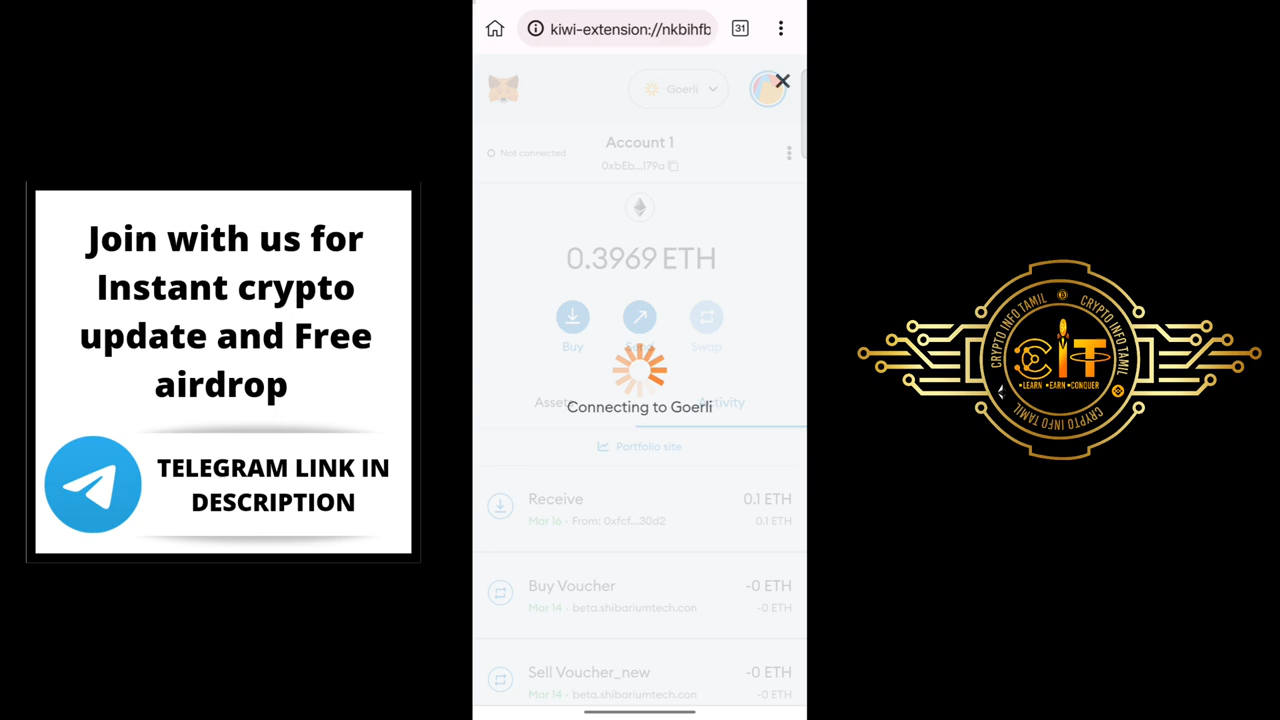 Join with us for
Instant crypto
update and Free
airdrop
TELEGRAM LINK IN
DESCRIPTION
kiwi-extension://nkbihfb
31
Goerli
Account 1
Not connected
0xbEb...179a
0.3969 ETH
Buy
Swap
Connecting to Goerli
Activity
Portfolio site
Receive
0.1 ETH
Mar 16 · From: 0xfcf...30d2
0.1 ETH
Buy Voucher
-0 ETH
Mar 14 · beta.shibariumtech.con
-0 ETH
Sell Voucher_new
-0 ETH
Mar 14 · beta.shibariumtech.con
-0 ETH
CRYPTO INFO TAMIL
CRYPTO INFO TAMIL
CiT
•LEARN •EARN •CONQUER
CRYPTO INFO TAMIL